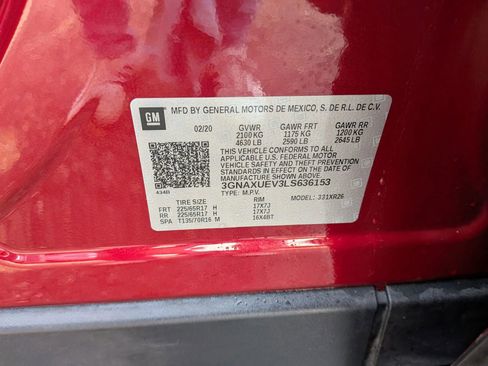 GM
MFD BY GENERAL MOTORS DE MEXICO, S. DE R.L. DE C.V.
02/20 GVWR GAWR FRT GAWR RR
2100 KG 1175 KG 1200 KG
4630 LB 2590 LB 2645 LB
THIS VEHICLE CONFORMS TO ALL
APPLICABLE U.S. FEDERAL MOTOR
VEHICLE SAFETY AND THEFT PREVENTION
STANDARDS IN EFFECT ON THE DATE OF
MANUFACTURE SHOWN ABOVE.
3GNAXUEV3LS636153
TYPE: M.P.V. MODEL: 331XR26
434B
TIRE SIZE RIM
FRT 225/65R17 H 17X7J
RR 225/65R17 H 17X7J
SPA T135/70R16 M 16X4BT